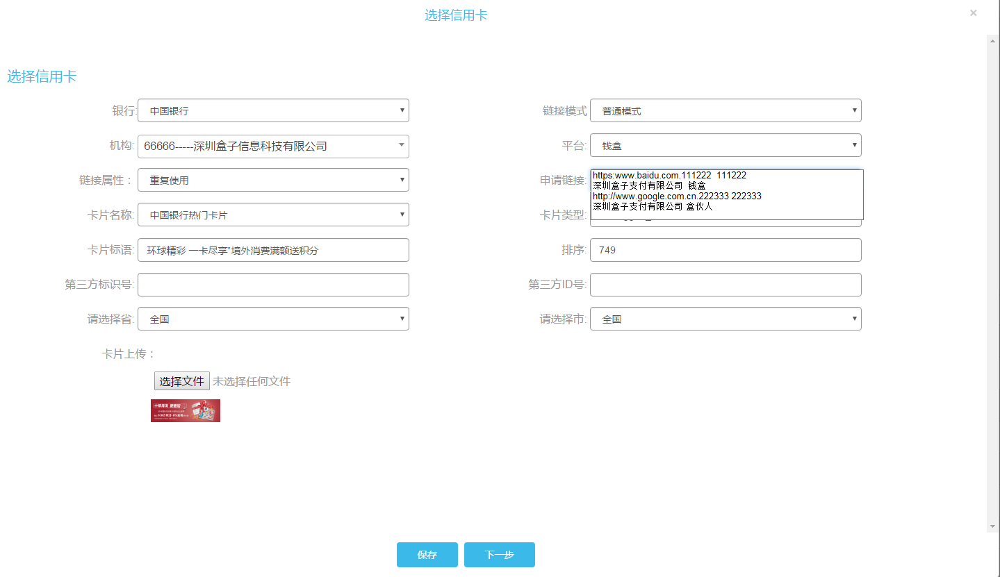 选择信用卡
×
选择信用卡
银行: 中国银行 链接模式 普通模式
机构: 66666-----深圳盒子信息科技有限公司 平台: 钱盒
链接属性： 重复使用 申请链接: https:www.baidu.com.111222 111222
深圳盒子支付有限公司 钱盒
http://www.google.com.cn.222333 222333
深圳盒子支付有限公司 盒伙人
卡片名称: 中国银行热门卡片 卡片类型:
卡片标语: 环球精彩 一卡尽享"境外消费满额送积分 排序: 749
第三方标识号: 第三方ID号:
请选择省: 全国 请选择市: 全国
卡片上传：
选择文件 未选择任何文件
保存 下一步